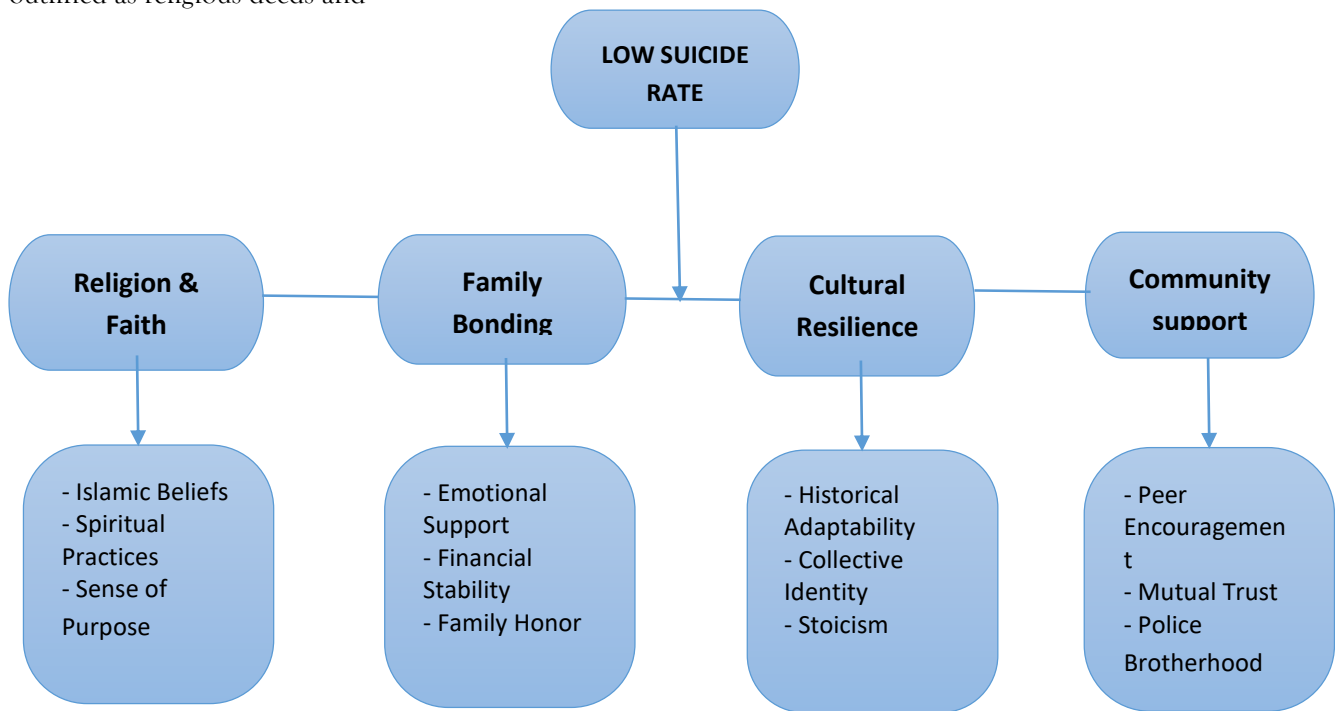 outlined as religious deeds and
LOW SUICIDE
RATE
Religion &
Faith
Family
Bonding
Cultural
Resilience
Community
support
- Islamic Beliefs
- Spiritual
Practices
- Sense of
Purpose
- Emotional
Support
- Financial
Stability
- Family Honor
- Historical
Adaptability
- Collective
Identity
- Stoicism
- Peer
Encouragemen
t
- Mutual Trust
- Police
Brotherhood